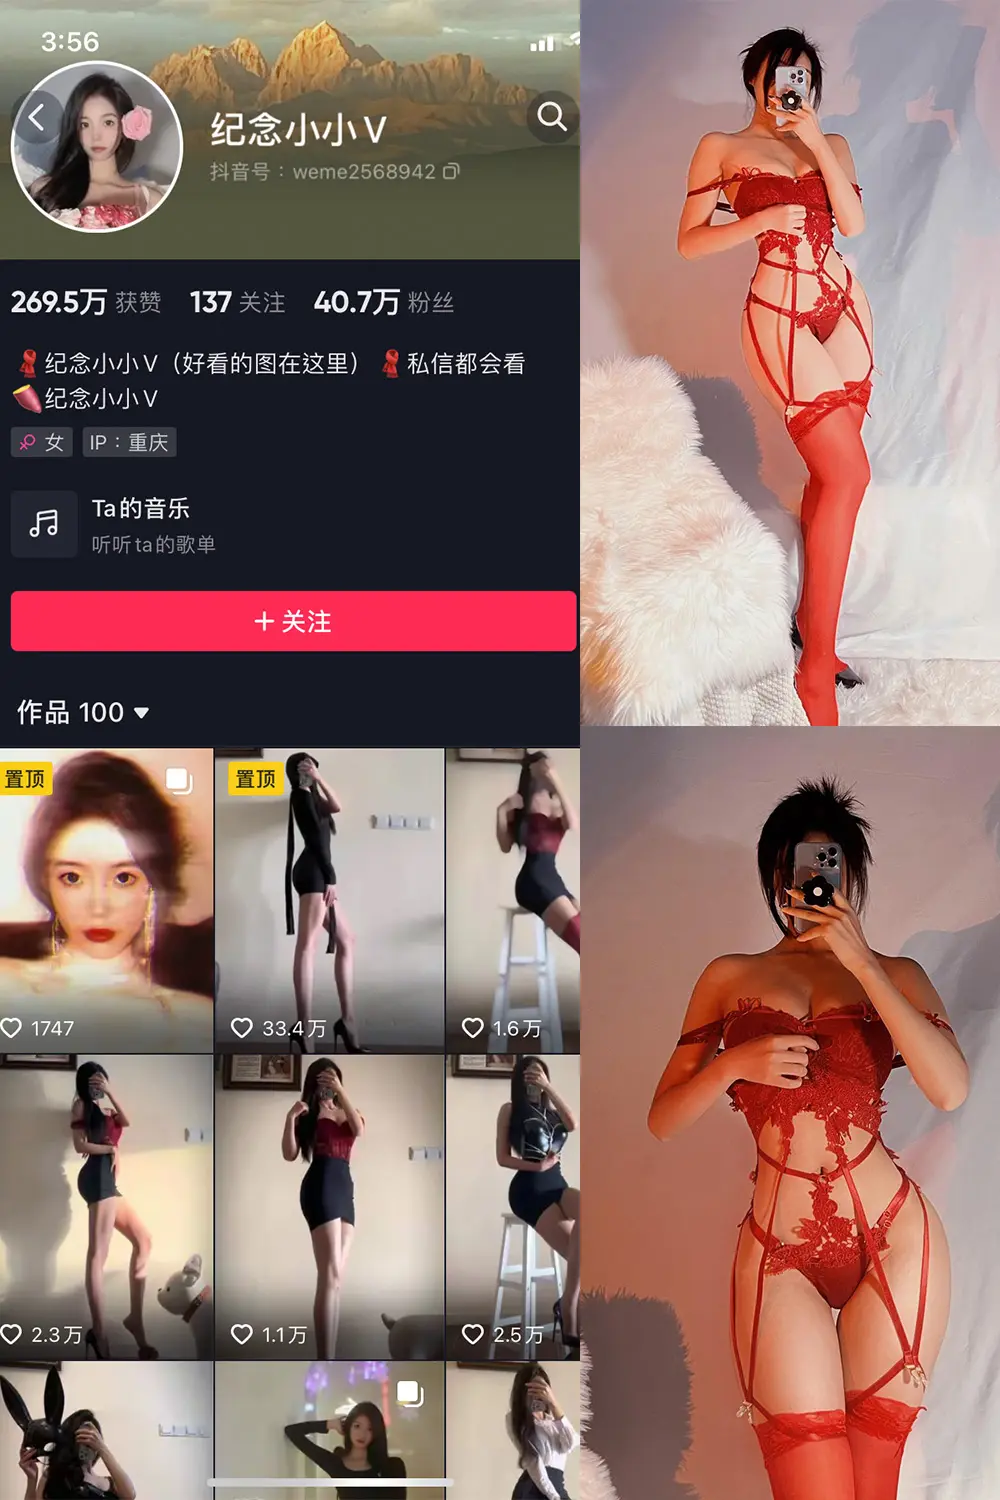 3:56
纪念小小V
抖音号：weme2568942
269.5万 获赞 137 关注 40.7万 粉丝
纪念小小V（好看的图在这里） 私信都会看
纪念小小V
女 IP：重庆
Ta的音乐
听听ta的歌单
+ 关注
作品 100
置顶 置顶
1747 33.4万 1.6万
2.3万 1.1万 2.5万